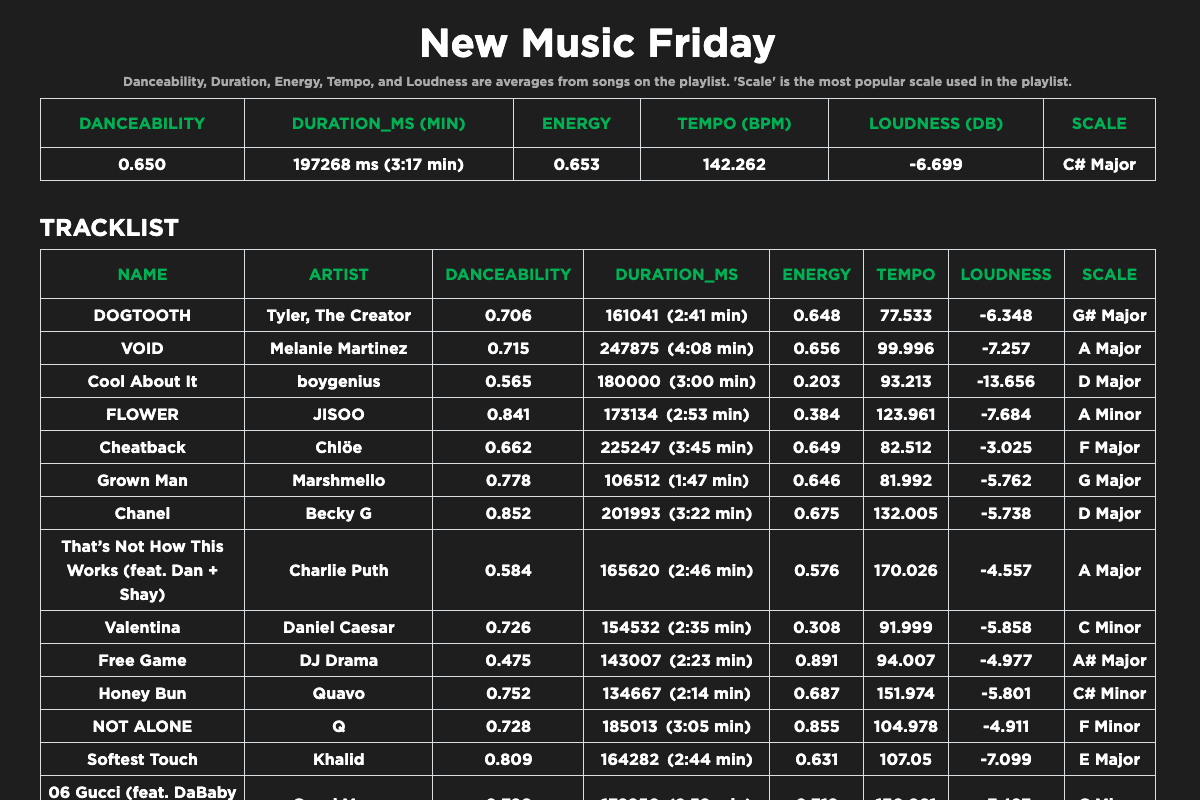 New Music Friday
Danceability, Duration, Energy, Tempo, and Loudness are averages from songs on the playlist. 'Scale' is the most popular scale used in the playlist.
DANCEABILITY DURATION_MS (MIN) ENERGY TEMPO (BPM) LOUDNESS (DB) SCALE
0.650 197268 ms (3:17 min) 0.653 142.262 -6.699 C# Major
TRACKLIST
NAME ARTIST DANCEABILITY DURATION_MS ENERGY TEMPO LOUDNESS SCALE
DOGTOOTH Tyler, The Creator 0.706 161041 (2:41 min) 0.648 77.533 -6.348 G# Major
VOID Melanie Martinez 0.715 247875 (4:08 min) 0.656 99.996 -7.257 A Major
Cool About It boygenius 0.565 180000 (3:00 min) 0.203 93.213 -13.656 D Major
FLOWER JISOO 0.841 173134 (2:53 min) 0.384 123.961 -7.684 A Minor
Cheatback Chlöe 0.662 225247 (3:45 min) 0.649 82.512 -3.025 F Major
Grown Man Marshmello 0.778 106512 (1:47 min) 0.646 81.992 -5.762 G Major
Chanel Becky G 0.852 201993 (3:22 min) 0.675 132.005 -5.738 D Major
That’s Not How This
Works (feat. Dan +
Shay) Charlie Puth 0.584 165620 (2:46 min) 0.576 170.026 -4.557 A Major
Valentina Daniel Caesar 0.726 154532 (2:35 min) 0.308 91.999 -5.858 C Minor
Free Game DJ Drama 0.475 143007 (2:23 min) 0.891 94.007 -4.977 A# Major
Honey Bun Quavo 0.752 134667 (2:14 min) 0.687 151.974 -5.801 C# Minor
NOT ALONE Q 0.728 185013 (3:05 min) 0.855 104.978 -4.911 F Minor
Softest Touch Khalid 0.809 164282 (2:44 min) 0.631 107.05 -7.099 E Major
06 Gucci (feat. DaBaby